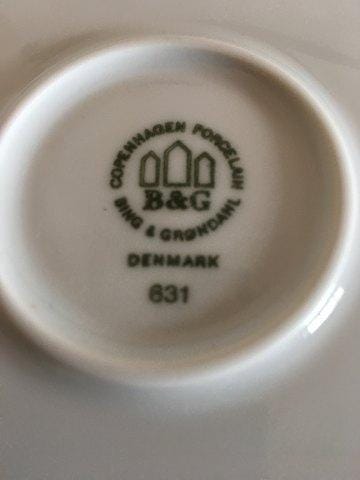 COPENHAGEN PORCELAIN
B&G
BING & GRØNDAHL
DENMARK
631